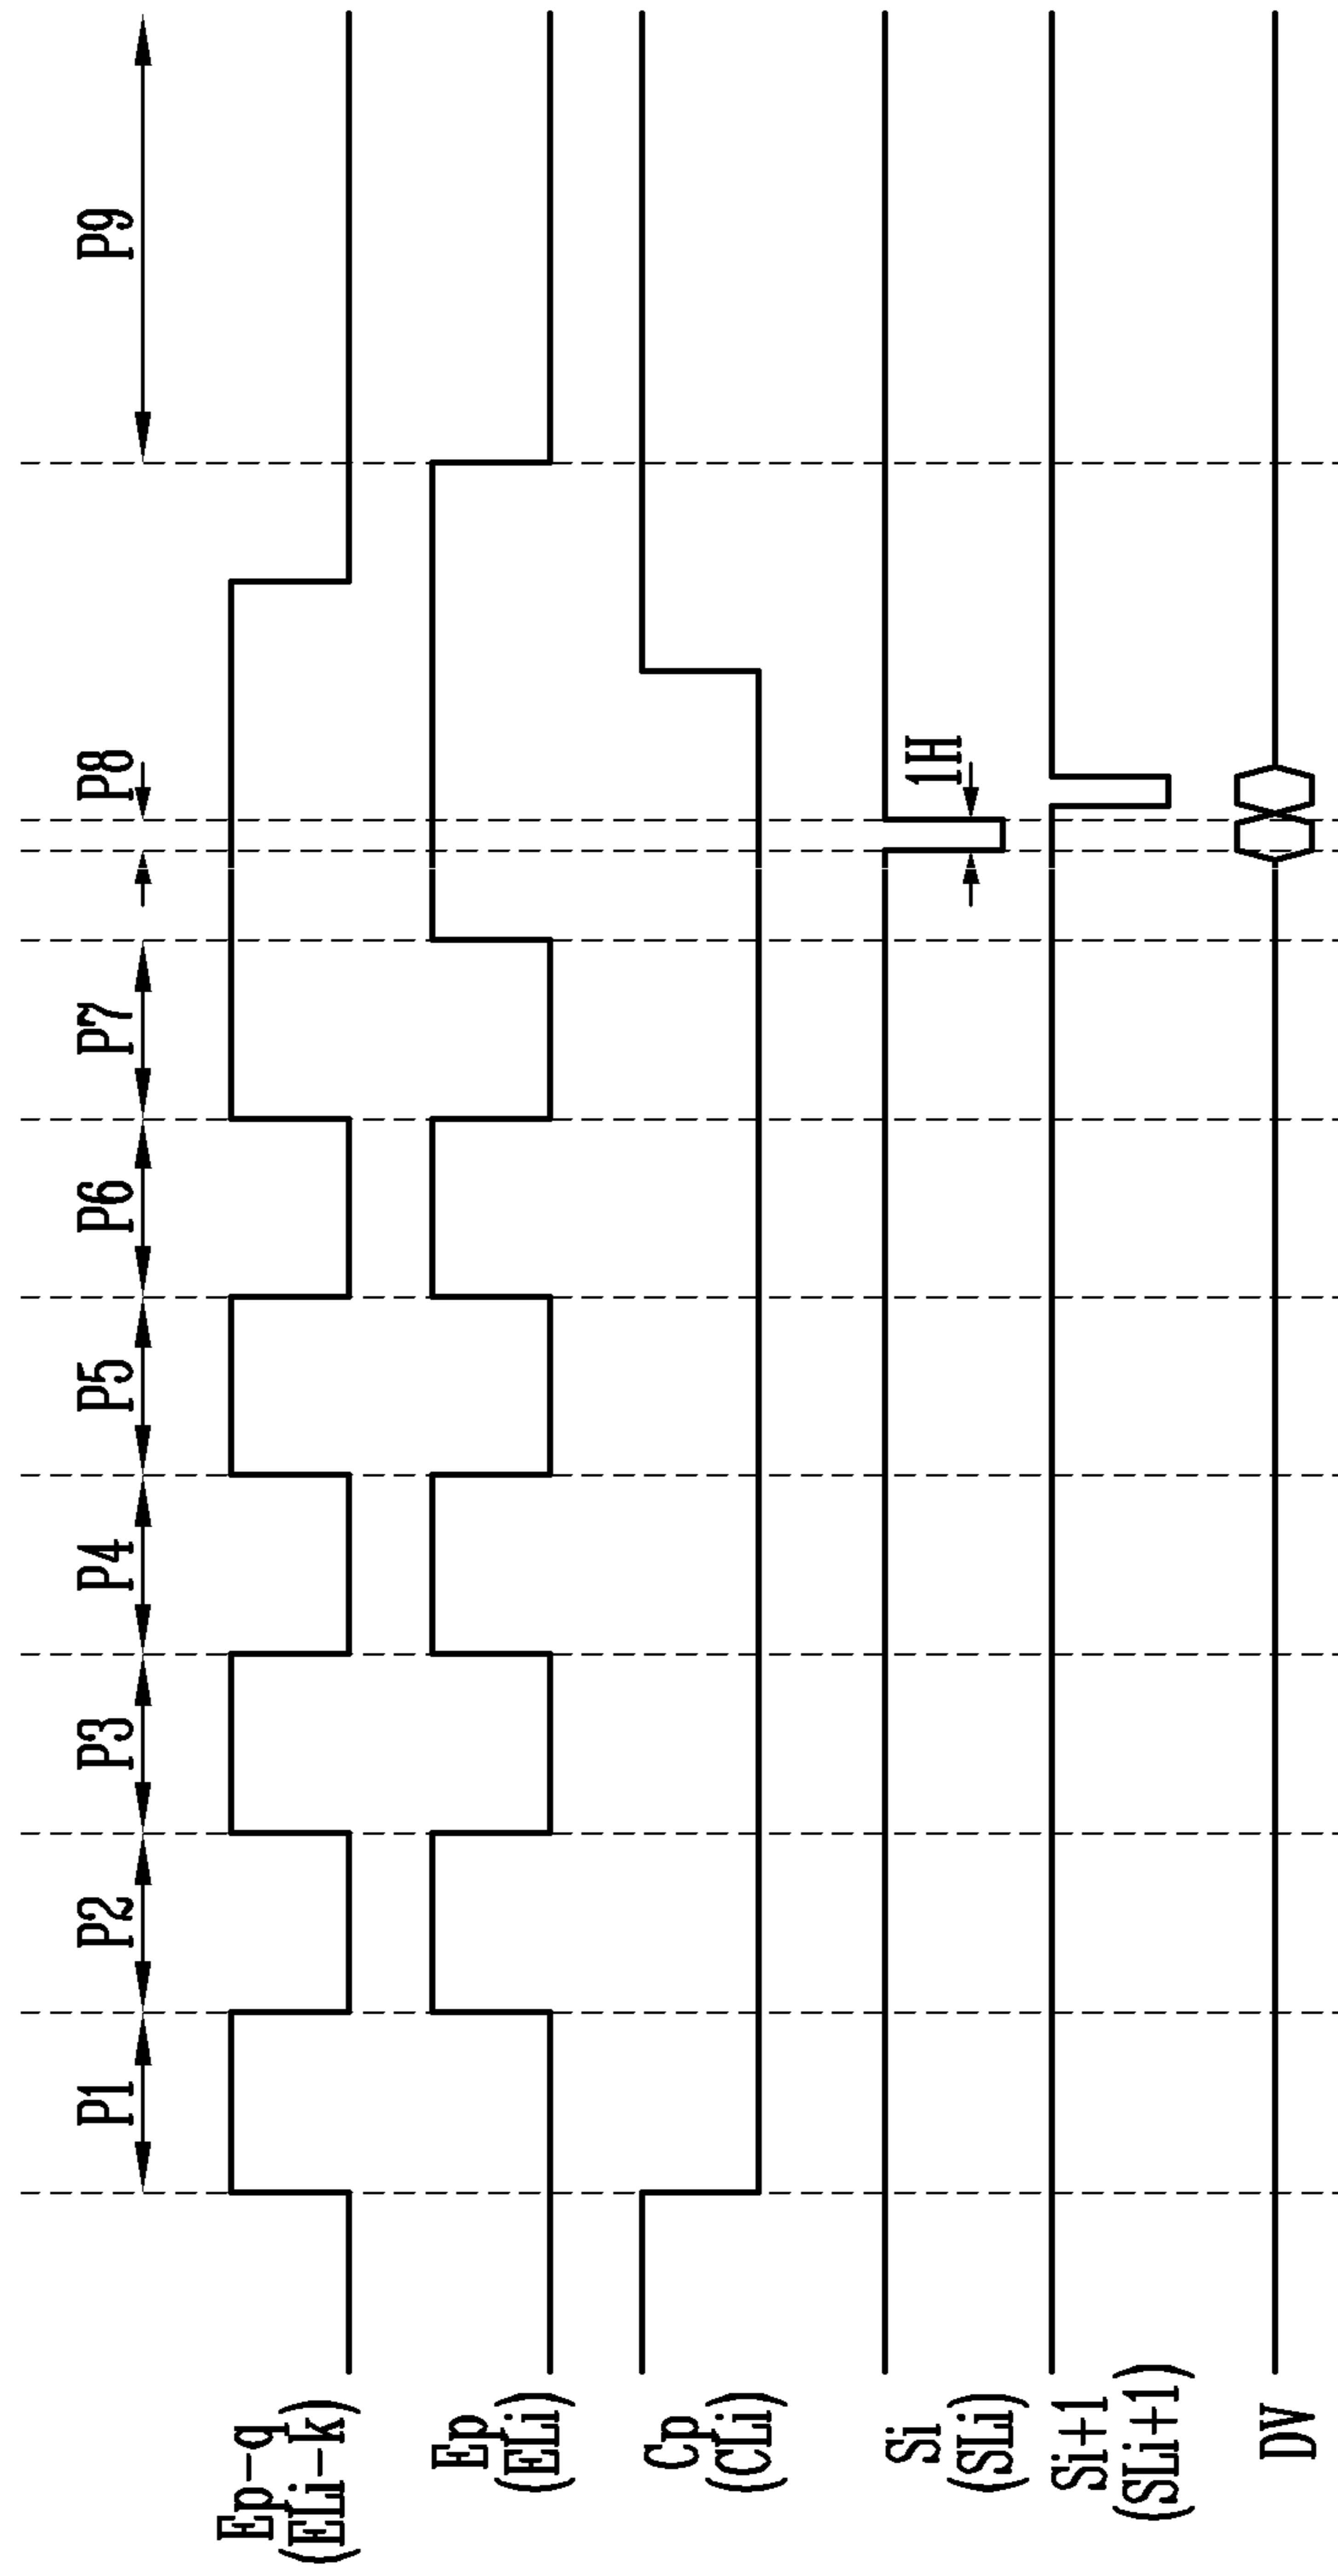 P1 P2 P3 P4 P5 P6 P7 P8 P9
Ep-q
(ELi-k)
Ep
(ELi)
Cp
(CLi)
1H
Si
(SLi)
Si+1
(SLi+1)
DV